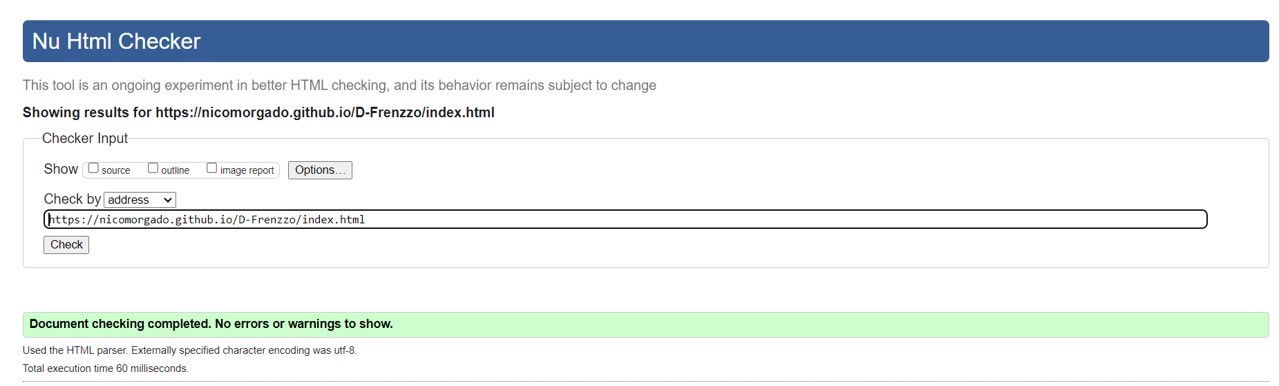 Nu Html Checker
This tool is an ongoing experiment in better HTML checking, and its behavior remains subject to change
Showing results for https://nicomorgado.github.io/D-Frenzzo/index.html
Checker Input
Show source outline image report Options...
Check by address
https://nicomorgado.github.io/D-Frenzzo/index.html
Check
Document checking completed. No errors or warnings to show.
Used the HTML parser. Externally specified character encoding was utf-8.
Total execution time 60 milliseconds.